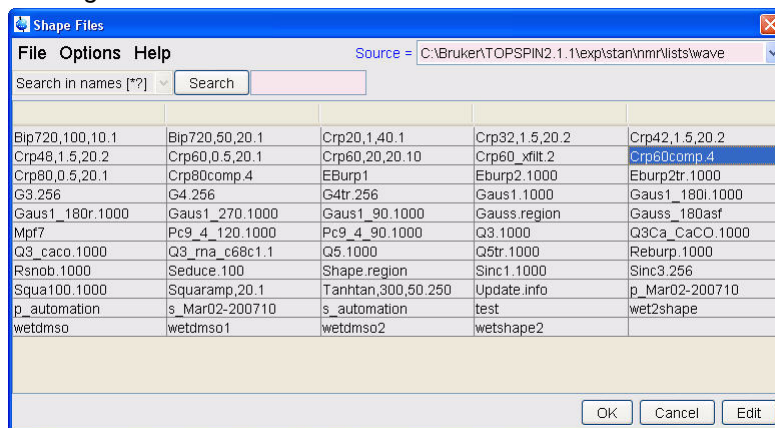 Shape Files
File Options Help Source = C:\Bruker\TOPSPIN2.1.1\exp\stan\nmr\lists\wave
Search in names [*?] Search
Bip720,100,10.1 Bip720,50,20.1 Crp20,1,40.1 Crp32,1.5,20.2 Crp42,1.5,20.2
Crp48,1.5,20.2 Crp60,0.5,20.1 Crp60,20,20.10 Crp60_xfilt.2 Crp60comp.4
Crp80,0.5,20.1 Crp80comp.4 EBurp1 Eburp2.1000 Eburp2tr.1000
G3.256 G4.256 G4tr.256 Gaus1.1000 Gaus1_180i.1000
Gaus1_180r.1000 Gaus1_270.1000 Gaus1_90.1000 Gauss.region Gauss_180asf
Mpf7 Pc9_4_120.1000 Pc9_4_90.1000 Q3.1000 Q3Ca_CaCO.1000
Q3_caco.1000 Q3_rna_c68c1.1 Q5.1000 Q5tr.1000 Reburp.1000
Rsnob.1000 Seduce.100 Shape.region Sinc1.1000 Sinc3.256
Squa100.1000 Squaramp,20.1 Tanhtan,300,50.250 Update.info p_Mar02-200710
p_automation s_Mar02-200710 s_automation test wet2shape
wetdmso wetdmso1 wetdmso2 wetshape2
OK Cancel Edit